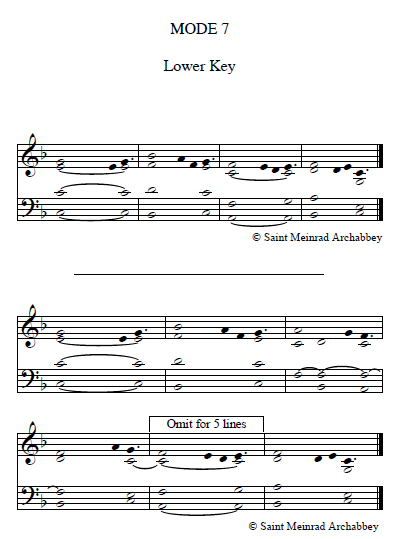 MODE 7
Lower Key
© Saint Meinrad Archabbey
Omit for 5 lines
© Saint Meinrad Archabbey